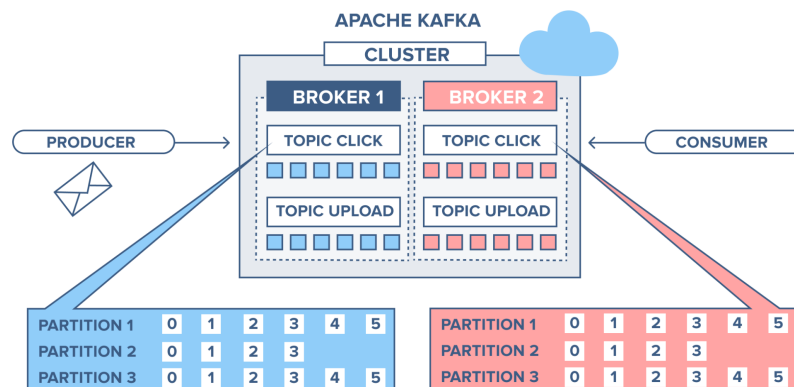 APACHE KAFKA
CLUSTER
BROKER 1
BROKER 2
PRODUCER
TOPIC CLICK
TOPIC CLICK
CONSUMER
TOPIC UPLOAD
TOPIC UPLOAD
PARTITION 1 0 1 2 3 4 5
PARTITION 2 0 1 2 3
PARTITION 3 0 1 2 3 4 5
PARTITION 1 0 1 2 3 4 5
PARTITION 2 0 1 2 3
PARTITION 3 0 1 2 3 4 5